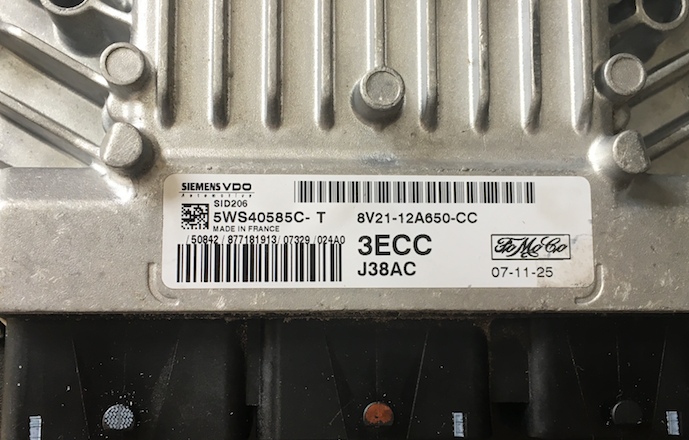 SIEMENS VDO
Automotive
SID206
5WS40585C- T
MADE IN FRANCE
8V21-12A650-CC
/50842 / 877181913/ 07329 /024A0
3ECC
J38AC
FoMoCo
07-11-25